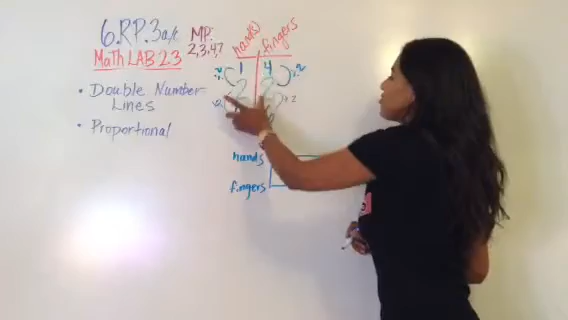 6.RP.3a/c
MP:
2,3,4,7
Math LAB 2.3
• Double Number
Lines
• Proportional
hand(s)
fingers
1 4
2
hands
fingers